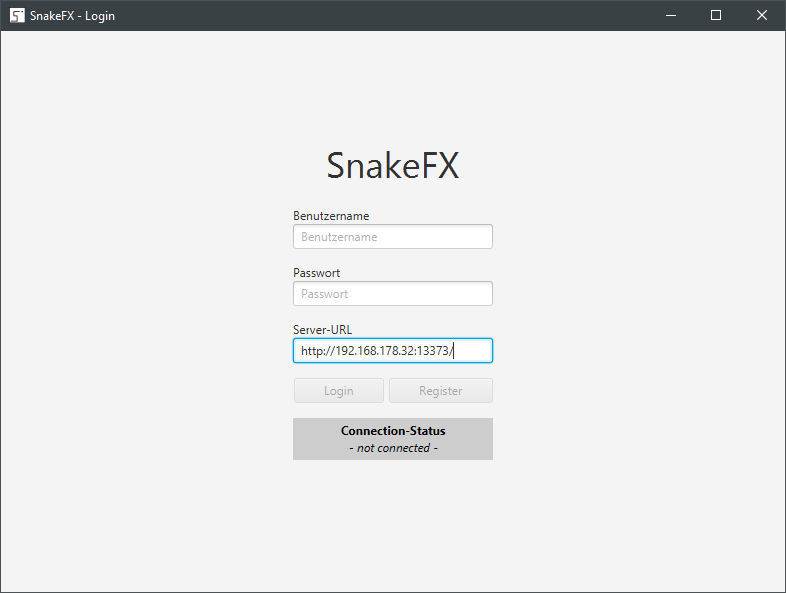 SnakeFX - Login
SnakeFX
Benutzername
Benutzername
Passwort
Passwort
Server-URL
http://192.168.178.32:13373/
Login Register
Connection-Status
- not connected -